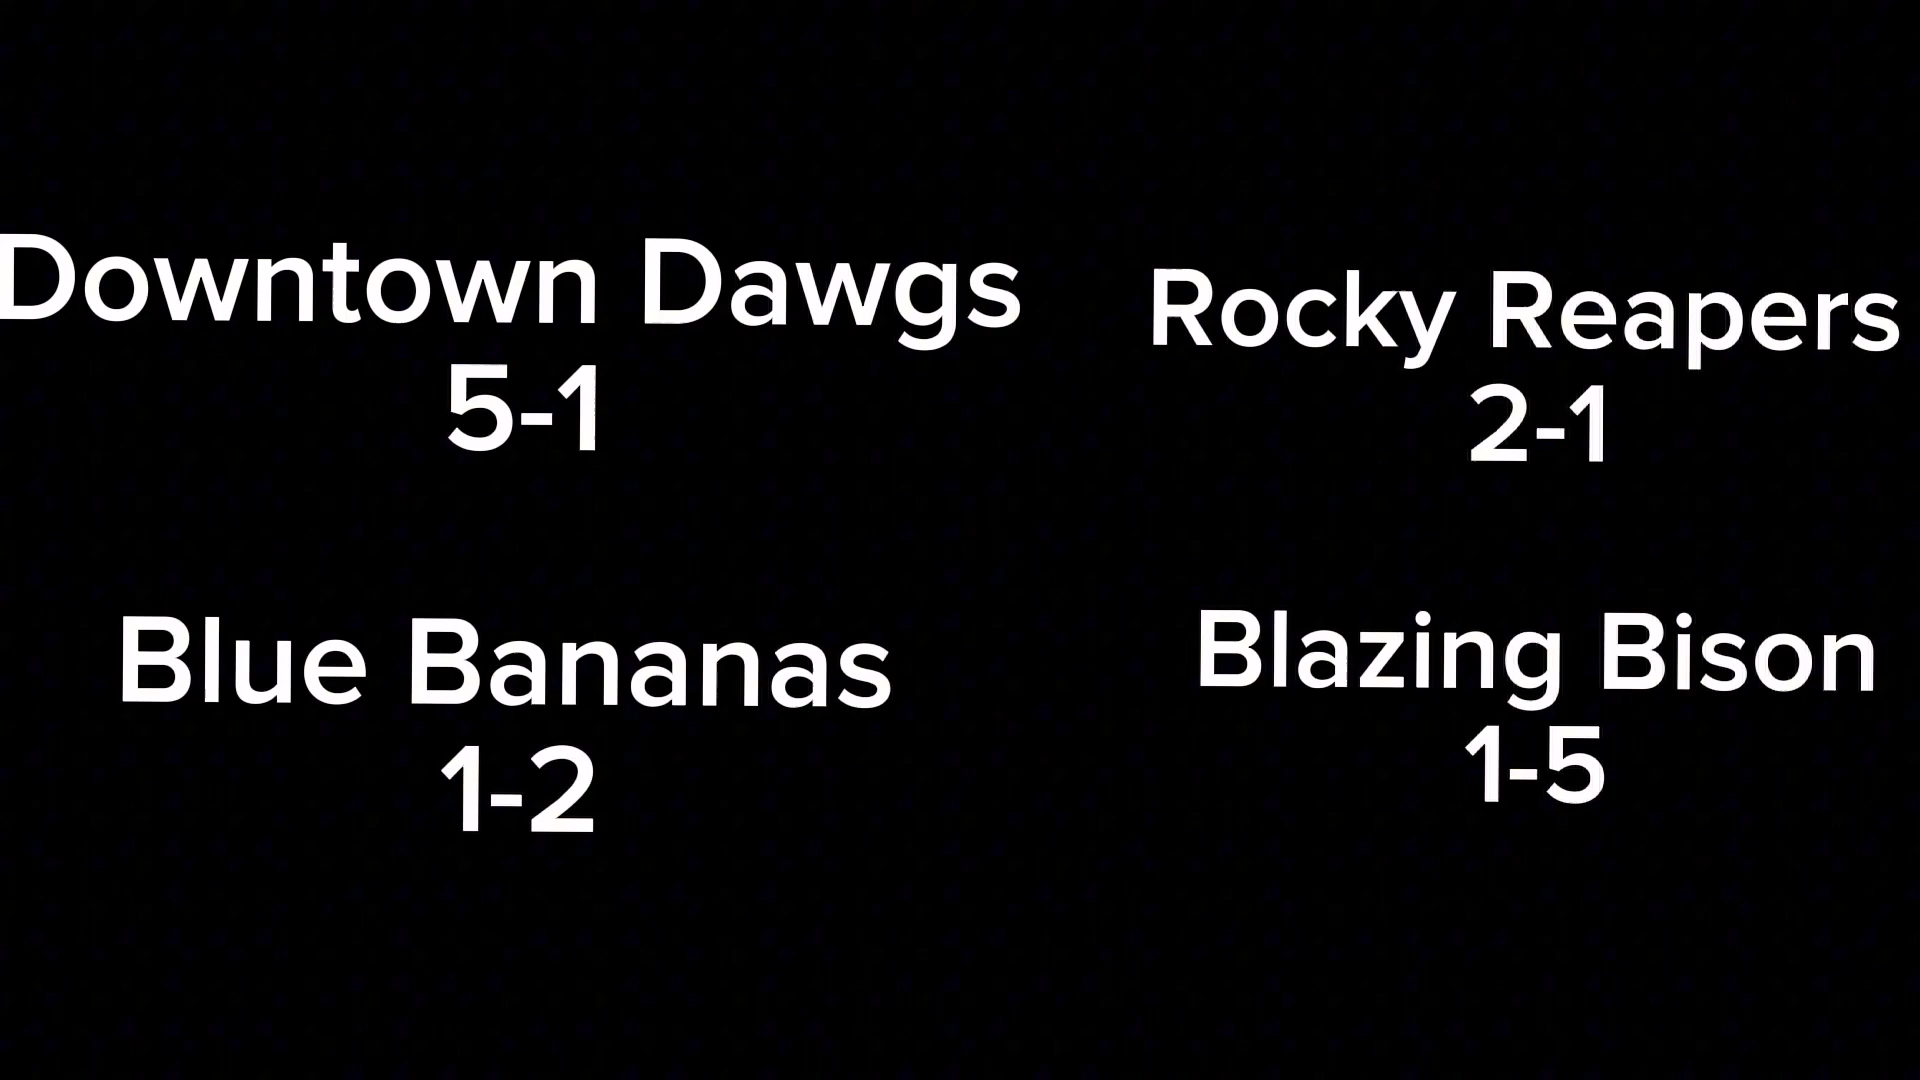 Downtown Dawgs
5-1
Rocky Reapers
2-1
Blue Bananas
1-2
Blazing Bison
1-5